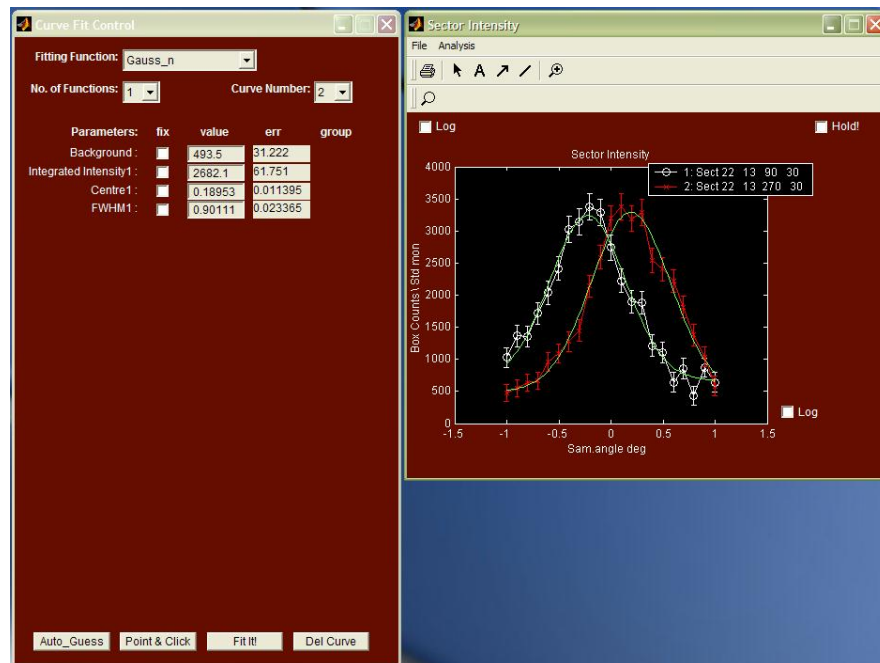 Curve Fit Control
Fitting Function: Gauss_n
No. of Functions: 1 Curve Number: 2
Parameters: fix value err group
Background : 493.5 31.222
Integrated Intensity1 : 2682.1 61.751
Centre1 : 0.18953 0.011395
FWHM1 : 0.90111 0.023365
Auto_Guess Point & Click Fit It! Del Curve
Sector Intensity
File Analysis
A
Log Hold!
Sector Intensity
1: Sect 22 13 90 30
2: Sect 22 13 270 30
4000
3500
3000
2500
2000
1500
1000
500
0
Box Counts \ Std mon
-1.5 -1 -0.5 0 0.5 1 1.5
Sam.angle deg
Log